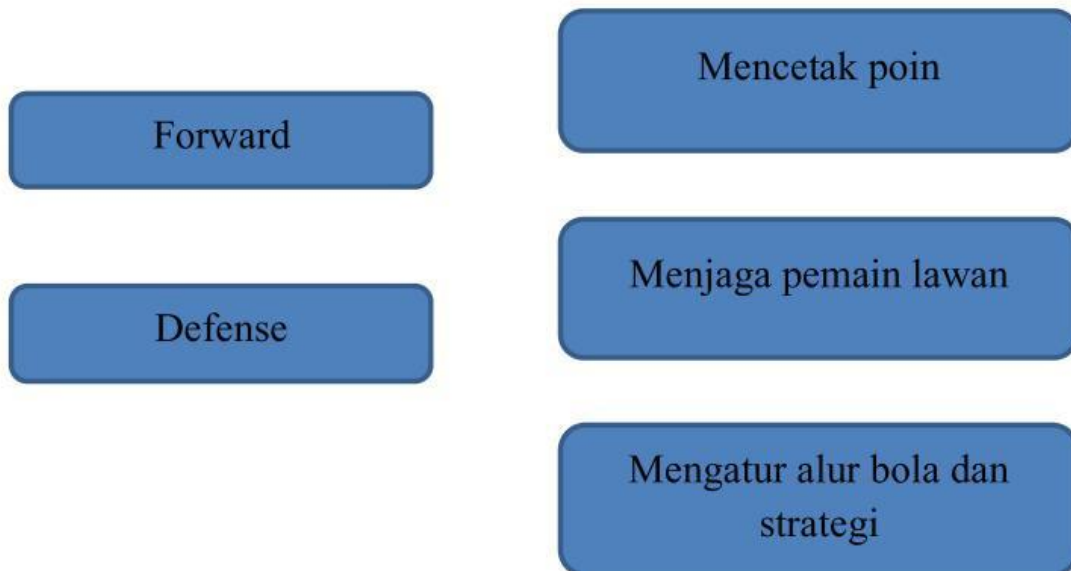 Forward
Defense
Mencetak poin
Menjaga pemain lawan
Mengatur alur bola dan
strategi